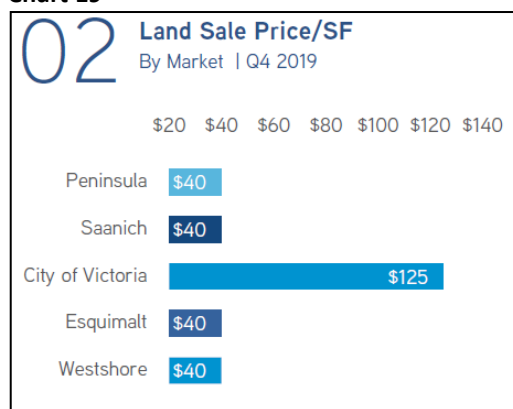 02 Land Sale Price/SF
By Market | Q4 2019
$20 $40 $60 $80 $100 $120 $140
Peninsula $40
Saanich $40
City of Victoria $125
Esquimalt $40
Westshore $40